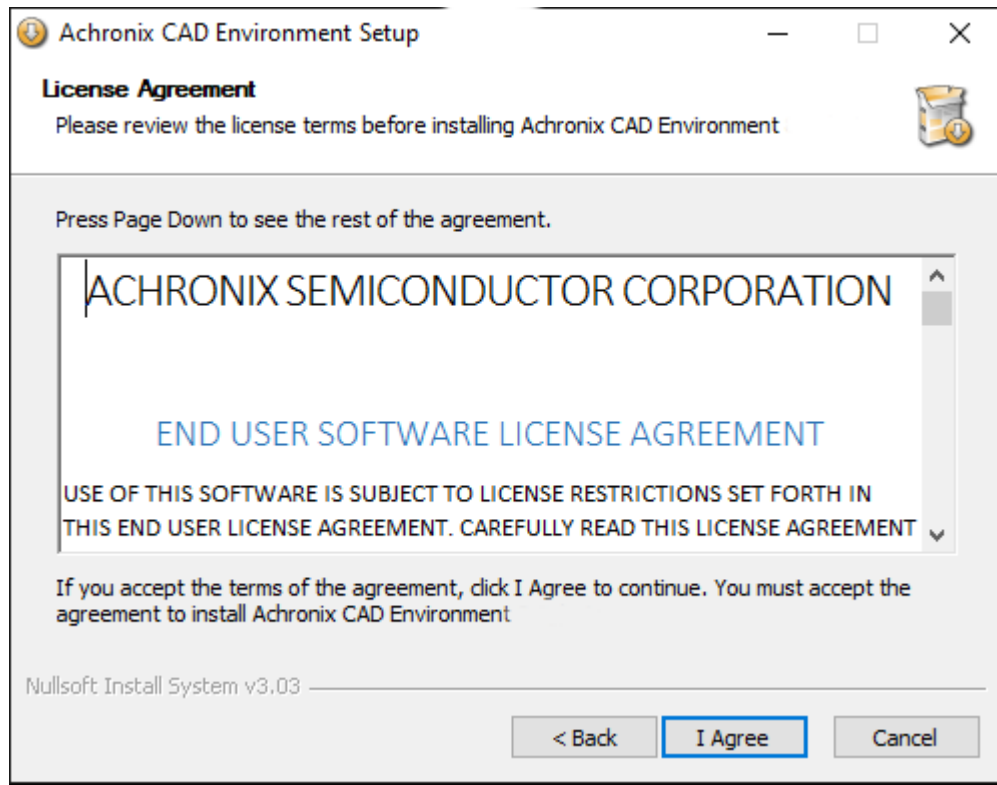 Achronix CAD Environment Setup
License Agreement
Please review the license terms before installing Achronix CAD Environment
Press Page Down to see the rest of the agreement.
ACHRONIX SEMICONDUCTOR CORPORATION
END USER SOFTWARE LICENSE AGREEMENT
USE OF THIS SOFTWARE IS SUBJECT TO LICENSE RESTRICTIONS SET FORTH IN
THIS END USER LICENSE AGREEMENT. CAREFULLY READ THIS LICENSE AGREEMENT
If you accept the terms of the agreement, click I Agree to continue. You must accept the
agreement to install Achronix CAD Environment
Nullsoft Install System v3.03
< Back I Agree Cancel